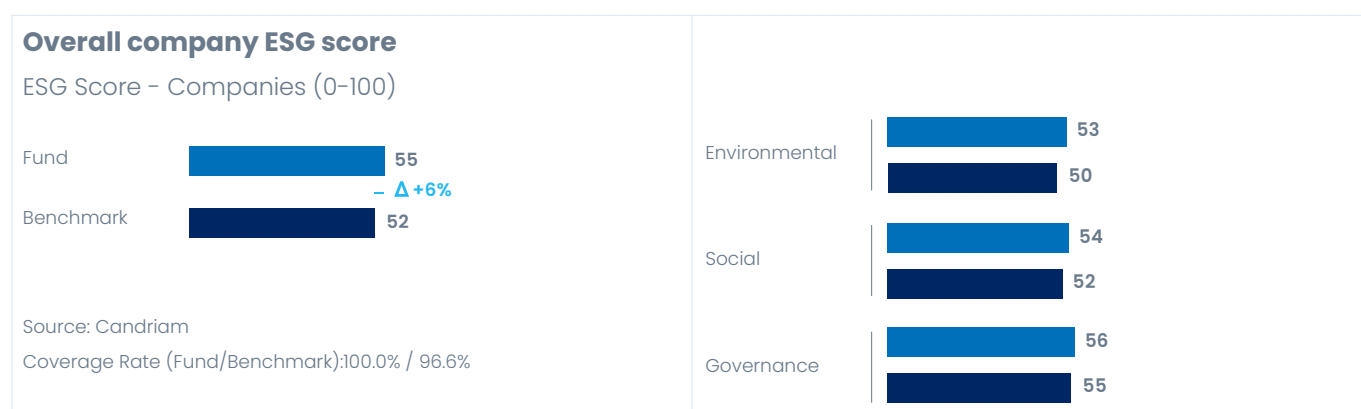 Overall company ESG score
ESG Score - Companies (0-100)
Fund
55
Δ +6%
Benchmark
52
Source: Candriam
Coverage Rate (Fund/Benchmark):100.0% / 96.6%
Environmental
53
50
Social
54
52
Governance
56
55